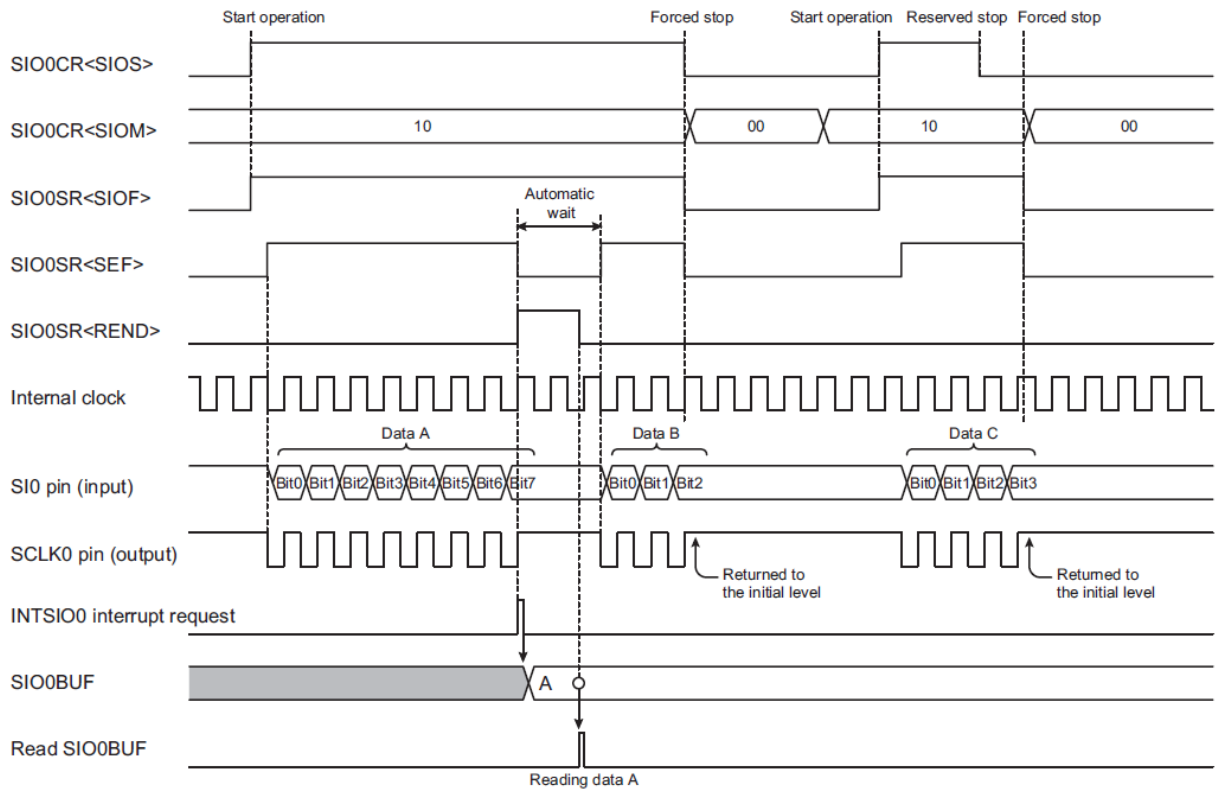 Start operation Forced stop Start operation Reserved stop Forced stop
SIO0CR<SIOS>
SIO0CR<SIOM> 10 00 10 00
SIO0SR<SIOF>
Automatic
wait
SIO0SR<SEF>
SIO0SR<REND>
Internal clock
Data A Data B Data C
SI0 pin (input) Bit0 Bit1 Bit2 Bit3 Bit4 Bit5 Bit6 Bit7 Bit0 Bit1 Bit2 Bit0 Bit1 Bit2 Bit3
SCLK0 pin (output)
Returned to
the initial level
Returned to
the initial level
INTSIO0 interrupt request
SIO0BUF A
Read SIO0BUF
Reading data A